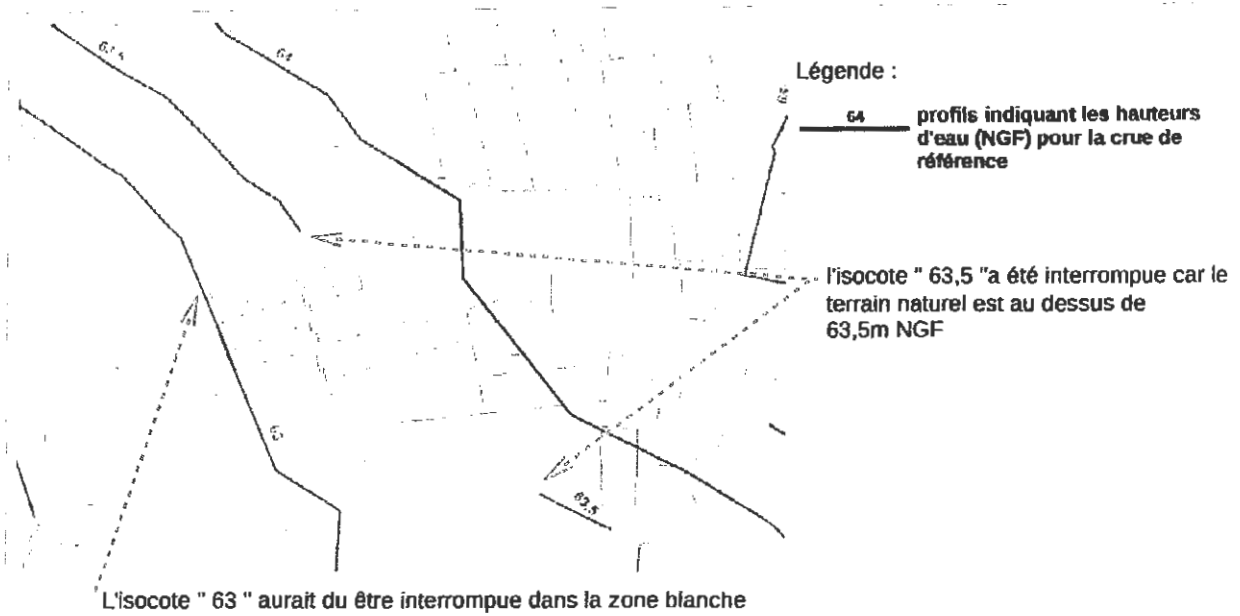 63,5
64
Légende :
64
profils indiquant les hauteurs
d'eau (NGF) pour la crue de
référence
l'isocote " 63,5 "a été interrompue car le
terrain naturel est au dessus de
63,5m NGF
63
63,5
L'isocote " 63 " aurait du être interrompue dans la zone blanche